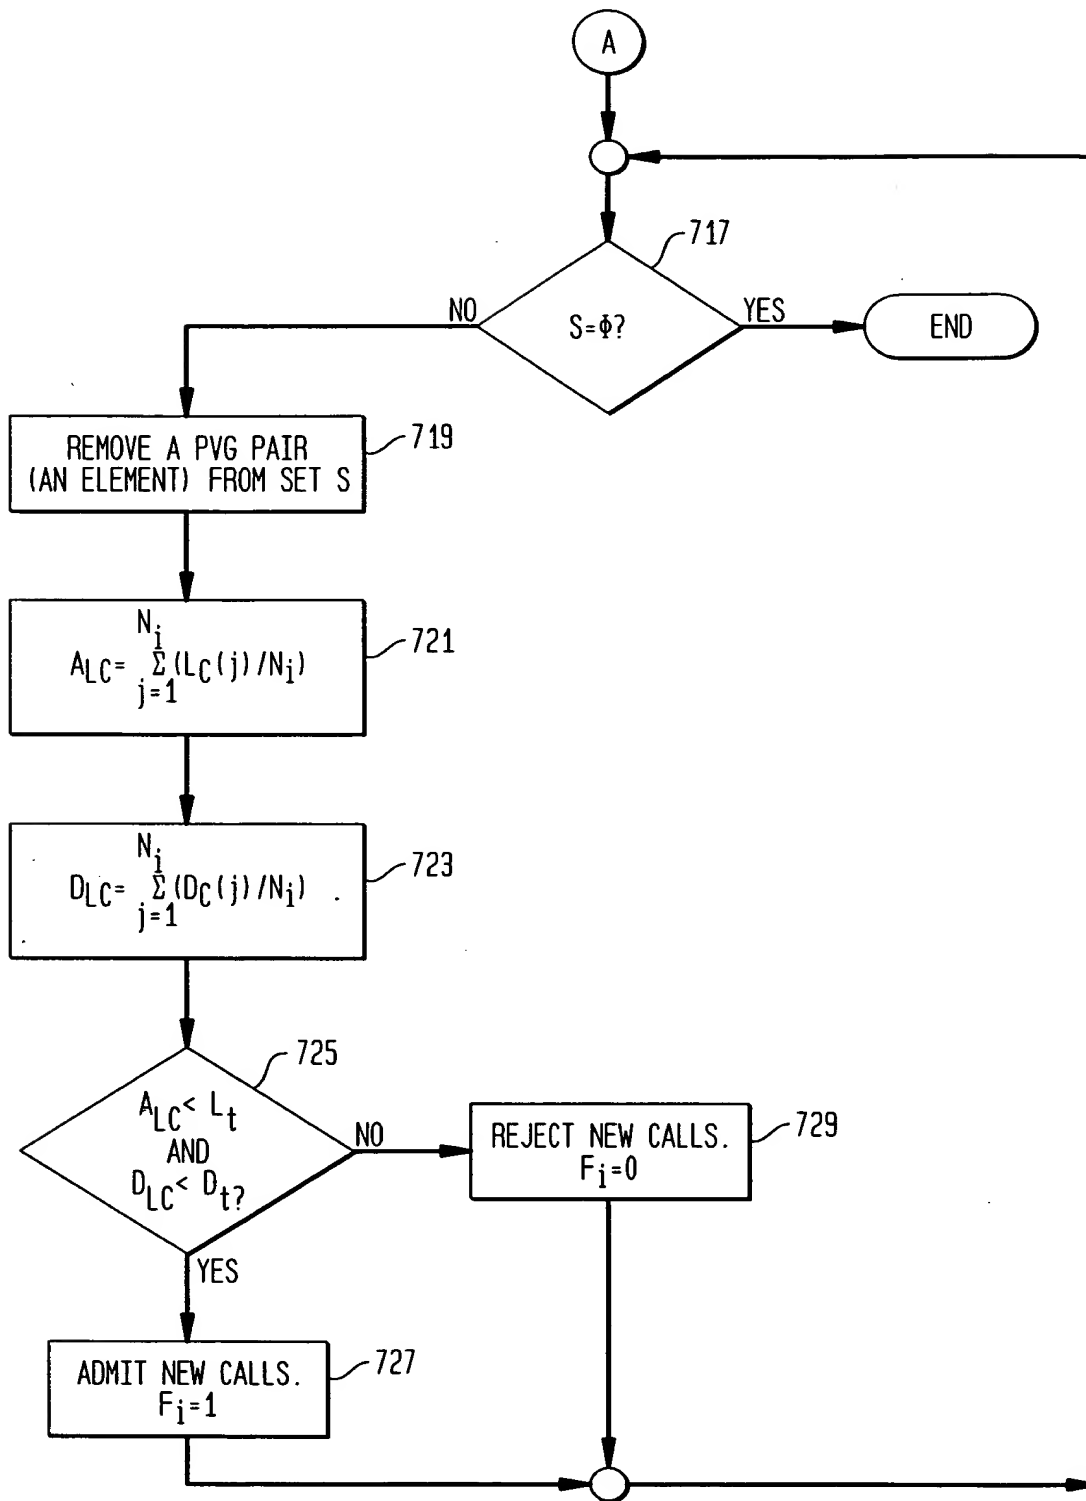 A
717
NO
YES
S=Φ?
END
REMOVE A PVG PAIR
(AN ELEMENT) FROM SET S
719
N_i
A_LC= Σ(L_C(j)/N_i)
j=1
721
N_i
D_LC= Σ(D_C(j)/N_i)
j=1
723
725
A_LC< L_t
AND
D_LC< D_t?
NO
REJECT NEW CALLS.
F_i=0
729
YES
ADMIT NEW CALLS.
F_i=1
727